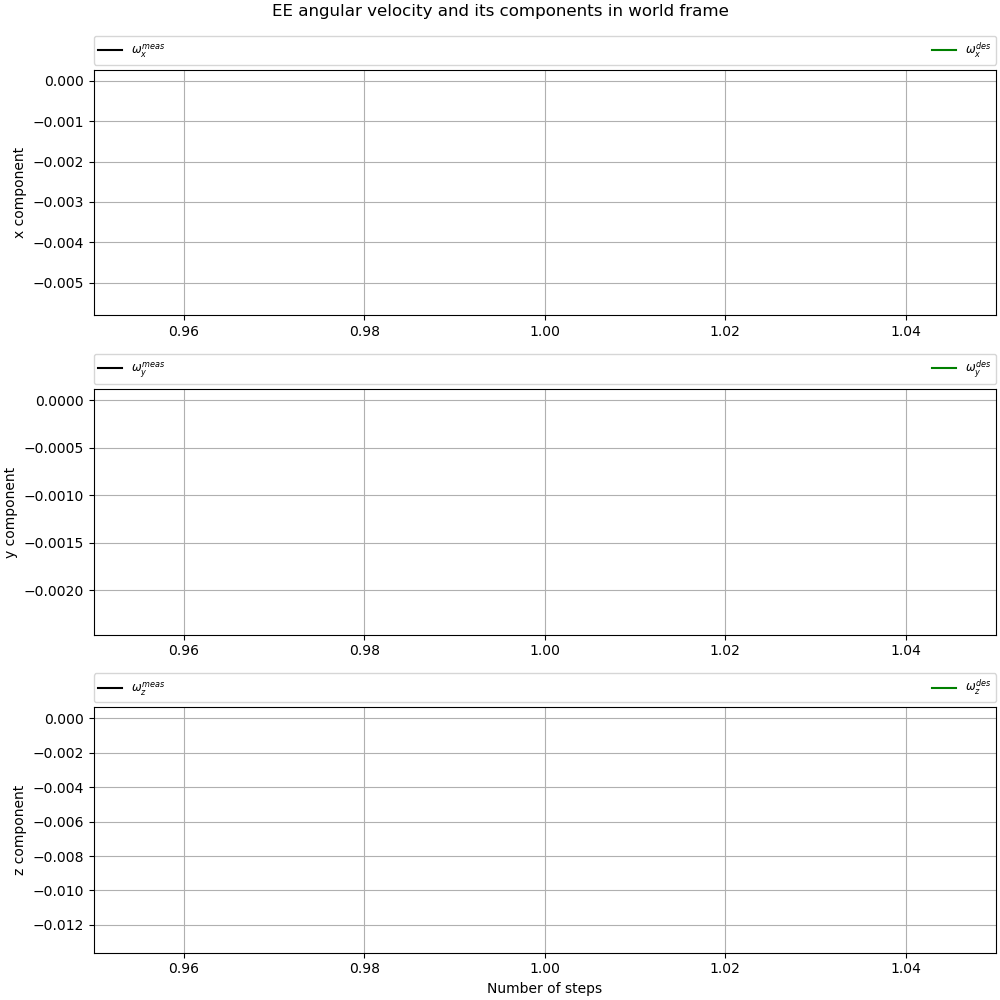 EE angular velocity and its components in world frame
ω_x^meas ω_x^des
0.000
−0.001
−0.002
−0.003
−0.004
−0.005
x component
0.96 0.98 1.00 1.02 1.04
ω_y^meas ω_y^des
0.0000
−0.0005
−0.0010
−0.0015
−0.0020
y component
0.96 0.98 1.00 1.02 1.04
ω_z^meas ω_z^des
0.000
−0.002
−0.004
−0.006
−0.008
−0.010
−0.012
z component
0.96 0.98 1.00 1.02 1.04
Number of steps